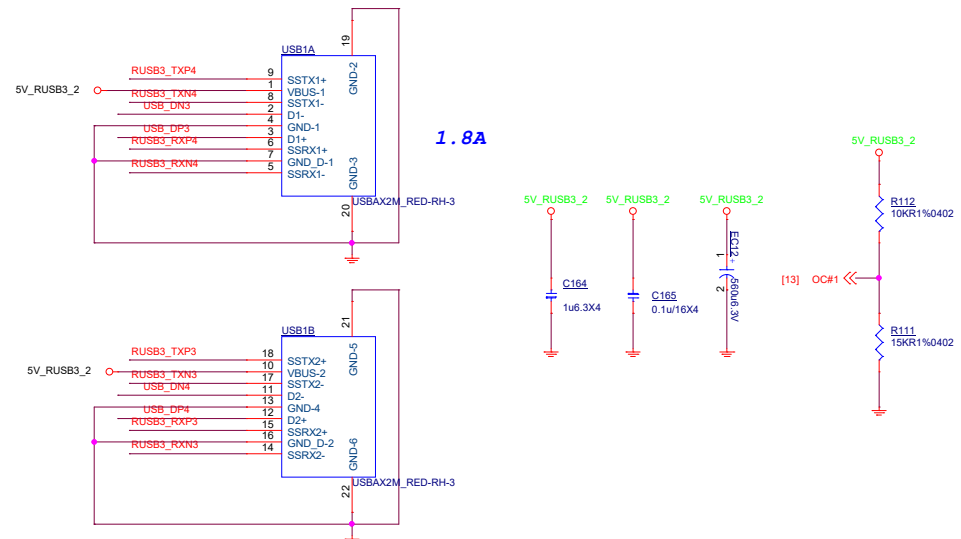 USB1A
19
GND-2
RUSB3_TXP4 9 SSTX1+
5V_RUSB3_2 1 VBUS-1
RUSB3_TXN4 8 SSTX1-
USB_DN3 2 D1-
4 GND-1
USB_DP3 3 D1+
RUSB3_RXP4 6 SSRX1+
7 GND_D-1
RUSB3_RXN4 5 SSRX1-
GND-3
20
USBAX2M_RED-RH-3
1.8A
USB1B
21
GND-5
RUSB3_TXP3 18 SSTX2+
5V_RUSB3_2 10 VBUS-2
RUSB3_TXN3 17 SSTX2-
USB_DN4 11 D2-
13 GND-4
USB_DP4 12 D2+
RUSB3_RXP3 15 SSRX2+
16 GND_D-2
RUSB3_RXN3 14 SSRX2-
GND-6
22
USBAX2M_RED-RH-3
5V_RUSB3_2
C164
1u6.3X4
5V_RUSB3_2
C165
0.1u/16X4
5V_RUSB3_2
EC12
1
+
2
560u6.3V
5V_RUSB3_2
R112
10KR1%0402
[13] OC#1
R111
15KR1%0402